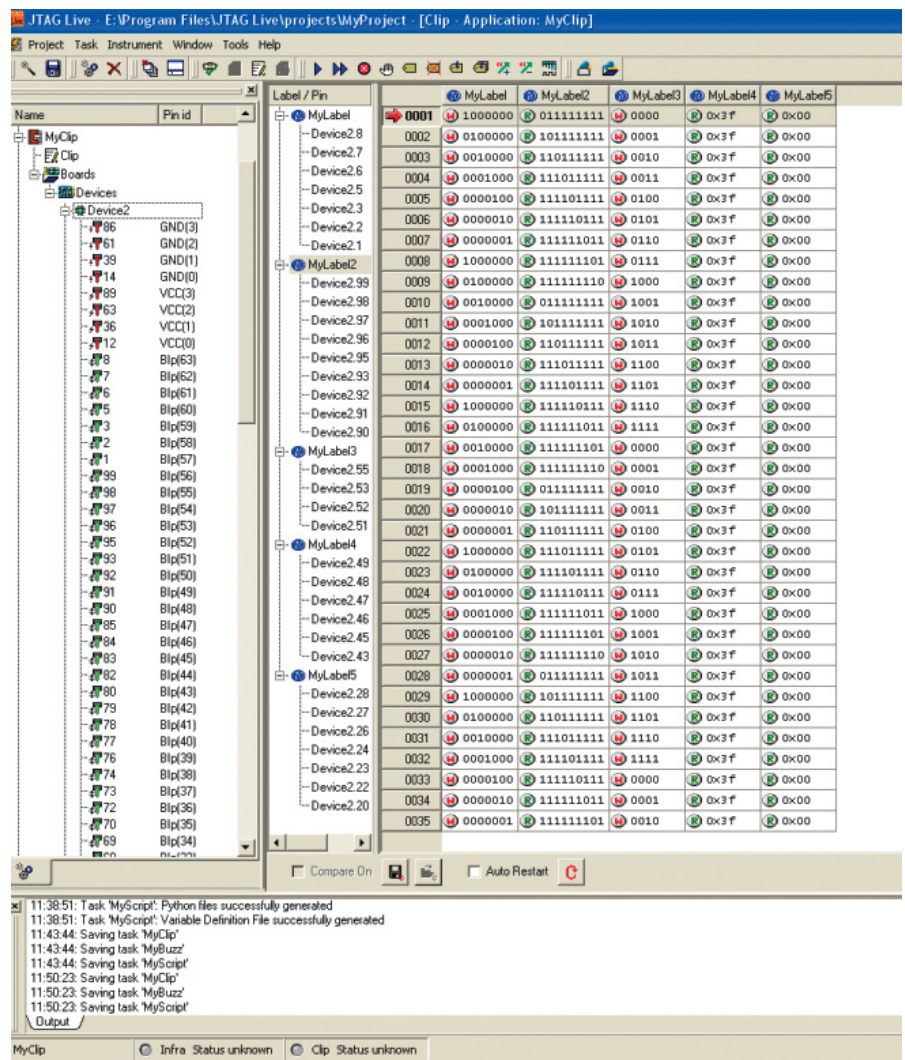 JTAG Live - E:\Program Files\JTAG Live\projects\MyProject - [Clip - Application: MyClip]
Project Task Instrument Window Tools Help
Name Pin id
MyClip
Clip
Boards
Devices
Device2
86 GND(3)
61 GND(2)
39 GND(1)
14 GND(0)
89 VCC(3)
63 VCC(2)
36 VCC(1)
12 VCC(0)
8 BIp(63)
7 BIp(62)
6 BIp(61)
5 BIp(60)
3 BIp(59)
2 BIp(58)
1 BIp(57)
99 BIp(56)
98 BIp(55)
97 BIp(54)
96 BIp(53)
95 BIp(52)
93 BIp(51)
92 BIp(50)
91 BIp(49)
90 BIp(48)
85 BIp(47)
84 BIp(46)
83 BIp(45)
82 BIp(44)
80 BIp(43)
79 BIp(42)
78 BIp(41)
77 BIp(40)
76 BIp(39)
74 BIp(38)
73 BIp(37)
72 BIp(36)
70 BIp(35)
69 BIp(34)
Label / Pin
MyLabel
Device2.8
Device2.7
Device2.6
Device2.5
Device2.3
Device2.2
Device2.1
MyLabel2
Device2.99
Device2.98
Device2.97
Device2.96
Device2.95
Device2.93
Device2.92
Device2.91
Device2.90
MyLabel3
Device2.55
Device2.53
Device2.52
Device2.51
MyLabel4
Device2.49
Device2.48
Device2.47
Device2.46
Device2.45
Device2.43
MyLabel5
Device2.28
Device2.27
Device2.26
Device2.24
Device2.23
Device2.22
Device2.20
MyLabel MyLabel2 MyLabel3 MyLabel4 MyLabel5
0001 W 1000000 R 011111111 W 0000 R 0x3f R 0x00
0002 W 0100000 R 101111111 W 0001 R 0x3f R 0x00
0003 W 0010000 R 110111111 W 0010 R 0x3f R 0x00
0004 W 0001000 R 111011111 W 0011 R 0x3f R 0x00
0005 W 0000100 R 111101111 W 0100 R 0x3f R 0x00
0006 W 0000010 R 111110111 W 0101 R 0x3f R 0x00
0007 W 0000001 R 111111011 W 0110 R 0x3f R 0x00
0008 W 1000000 R 111111101 W 0111 R 0x3f R 0x00
0009 W 0100000 R 111111110 W 1000 R 0x3f R 0x00
0010 W 0010000 R 011111111 W 1001 R 0x3f R 0x00
0011 W 0001000 R 101111111 W 1010 R 0x3f R 0x00
0012 W 0000100 R 110111111 W 1011 R 0x3f R 0x00
0013 W 0000010 R 111011111 W 1100 R 0x3f R 0x00
0014 W 0000001 R 111101111 W 1101 R 0x3f R 0x00
0015 W 1000000 R 111110111 W 1110 R 0x3f R 0x00
0016 W 0100000 R 111111011 W 1111 R 0x3f R 0x00
0017 W 0010000 R 111111101 W 0000 R 0x3f R 0x00
0018 W 0001000 R 111111110 W 0001 R 0x3f R 0x00
0019 W 0000100 R 011111111 W 0010 R 0x3f R 0x00
0020 W 0000010 R 101111111 W 0011 R 0x3f R 0x00
0021 W 0000001 R 110111111 W 0100 R 0x3f R 0x00
0022 W 1000000 R 111011111 W 0101 R 0x3f R 0x00
0023 W 0100000 R 111101111 W 0110 R 0x3f R 0x00
0024 W 0010000 R 111110111 W 0111 R 0x3f R 0x00
0025 W 0001000 R 111111011 W 1000 R 0x3f R 0x00
0026 W 0000100 R 111111101 W 1001 R 0x3f R 0x00
0027 W 0000010 R 111111110 W 1010 R 0x3f R 0x00
0028 W 0000001 R 011111111 W 1011 R 0x3f R 0x00
0029 W 1000000 R 101111111 W 1100 R 0x3f R 0x00
0030 W 0100000 R 110111111 W 1101 R 0x3f R 0x00
0031 W 0010000 R 111011111 W 1110 R 0x3f R 0x00
0032 W 0001000 R 111101111 W 1111 R 0x3f R 0x00
0033 W 0000100 R 111110111 W 0000 R 0x3f R 0x00
0034 W 0000010 R 111111011 W 0001 R 0x3f R 0x00
0035 W 0000001 R 111111101 W 0010 R 0x3f R 0x00
Compare On Auto Restart
11:38:51: Task 'MyScript': Python files successfully generated
11:38:51: Task 'MyScript': Variable Definition File successfully generated
11:43:44: Saving task 'MyClip'
11:43:44: Saving task 'MyBuzz'
11:43:44: Saving task 'MyScript'
11:50:23: Saving task 'MyClip'
11:50:23: Saving task 'MyBuzz'
11:50:23: Saving task 'MyScript'
Output
MyClip Infra Status unknown Clip Status unknown